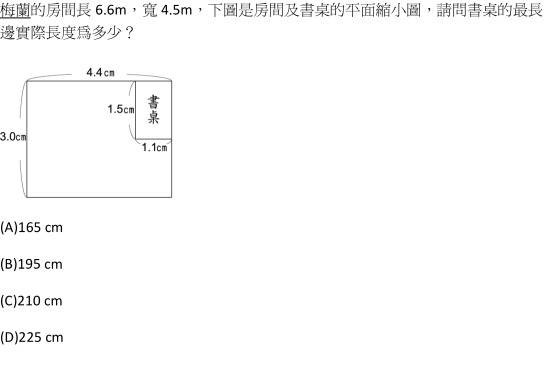 梅蘭的房間長 6.6m，寬 4.5m，下圖是房間及書桌的平面縮小圖，請問書桌的最長
邊實際長度為多少？
4.4cm
1.5cm
書桌
3.0cm
1.1cm
(A)165 cm
(B)195 cm
(C)210 cm
(D)225 cm